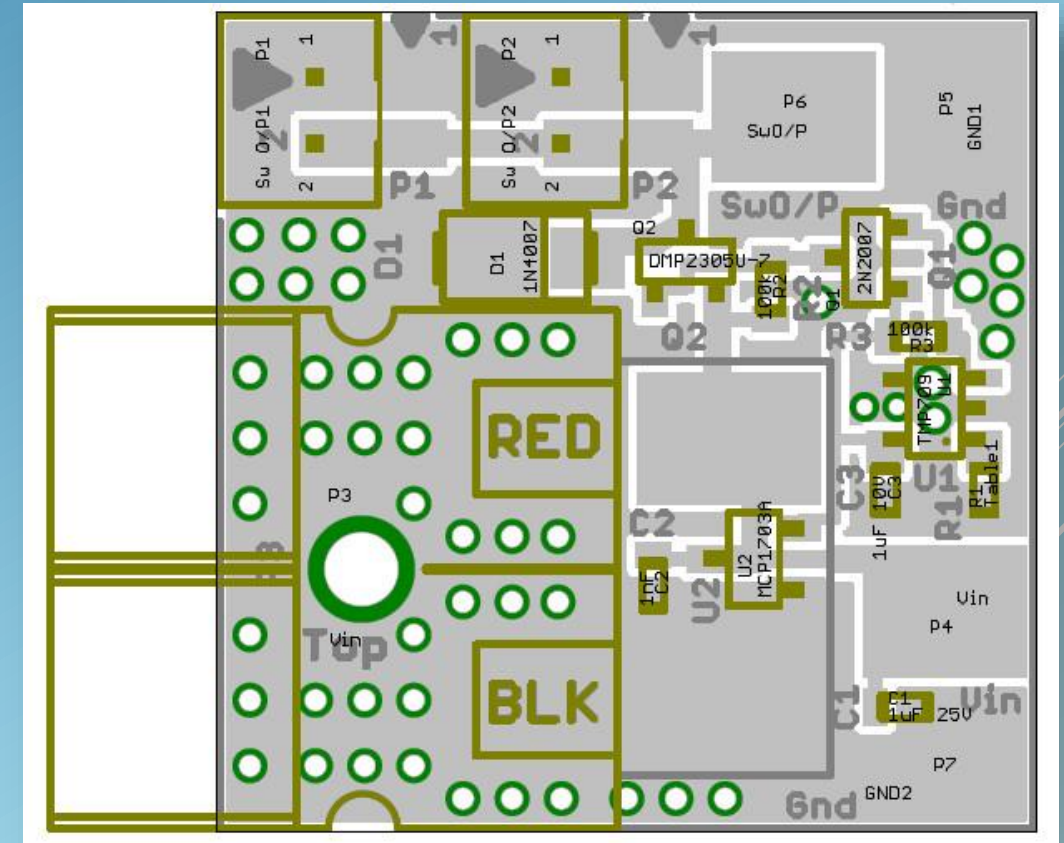 P1
1
Sw O/P1
2
2
P1
1
P2
1
Sw O/P2
2
2
P2
1
P6
SwO/P
SwO/P
P5
GND1
Gnd
D1
D1
1N4007
Q2
DMP2305U-7
Q2
100k
R2
R2
2N2007
Q1
Q1
R3
100k
R3
TMP709
U1
U1
RED
P3
C3
10V
C3
1uF
R1
Table1
R1
C2
1nF
C2
U2
MCP1703A
U2
Vin
Top
Vin
P4
BLK
C1
C1
1uF 25V
Vin
P7
GND2
Gnd